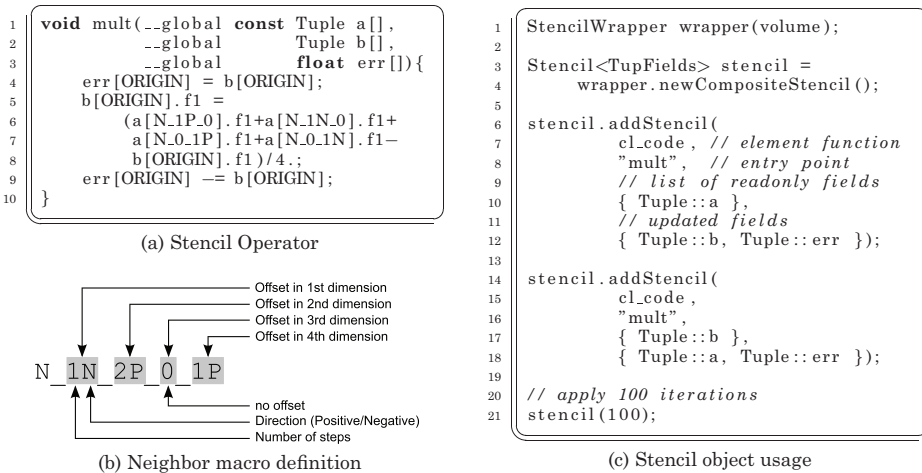 1 void mult(__global const Tuple a[],
2 __global Tuple b[],
3 __global float err[]){
4 err[ORIGIN] = b[ORIGIN];
5 b[ORIGIN].f1 =
6 (a[N_1P_0].f1+a[N_1N_0].f1+
7 a[N_0_1P].f1+a[N_0_1N].f1-
8 b[ORIGIN].f1)/4.;
9 err[ORIGIN] -= b[ORIGIN];
10 }
(a) Stencil Operator
Offset in 1st dimension
Offset in 2nd dimension
Offset in 3rd dimension
Offset in 4th dimension
N_1N_2P_0_1P
no offset
Direction (Positive/Negative)
Number of steps
(b) Neighbor macro definition
1 StencilWrapper wrapper(volume);
2
3 Stencil<TupFields> stencil =
4 wrapper.newCompositeStencil();
5
6 stencil.addStencil(
7 cl_code, // element function
8 "mult", // entry point
9 // list of readonly fields
10 { Tuple::a },
11 // updated fields
12 { Tuple::b, Tuple::err });
13
14 stencil.addStencil(
15 cl_code,
16 "mult",
17 { Tuple::b },
18 { Tuple::a, Tuple::err });
19
20 // apply 100 iterations
21 stencil(100);
(c) Stencil object usage